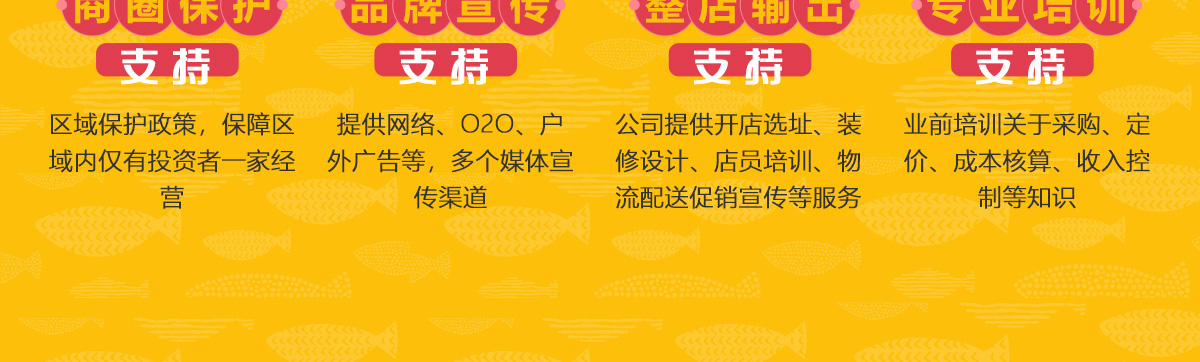 商圈保护
支持
区域保护政策，保障区
域内仅有投资者一家经
营
品牌宣传
支持
提供网络、O2O、户
外广告等，多个媒体宣
传渠道
整店输出
支持
公司提供开店选址、装
修设计、店员培训、物
流配送促销宣传等服务
专业培训
支持
业前培训关于采购、定
价、成本核算、收入控
制等知识